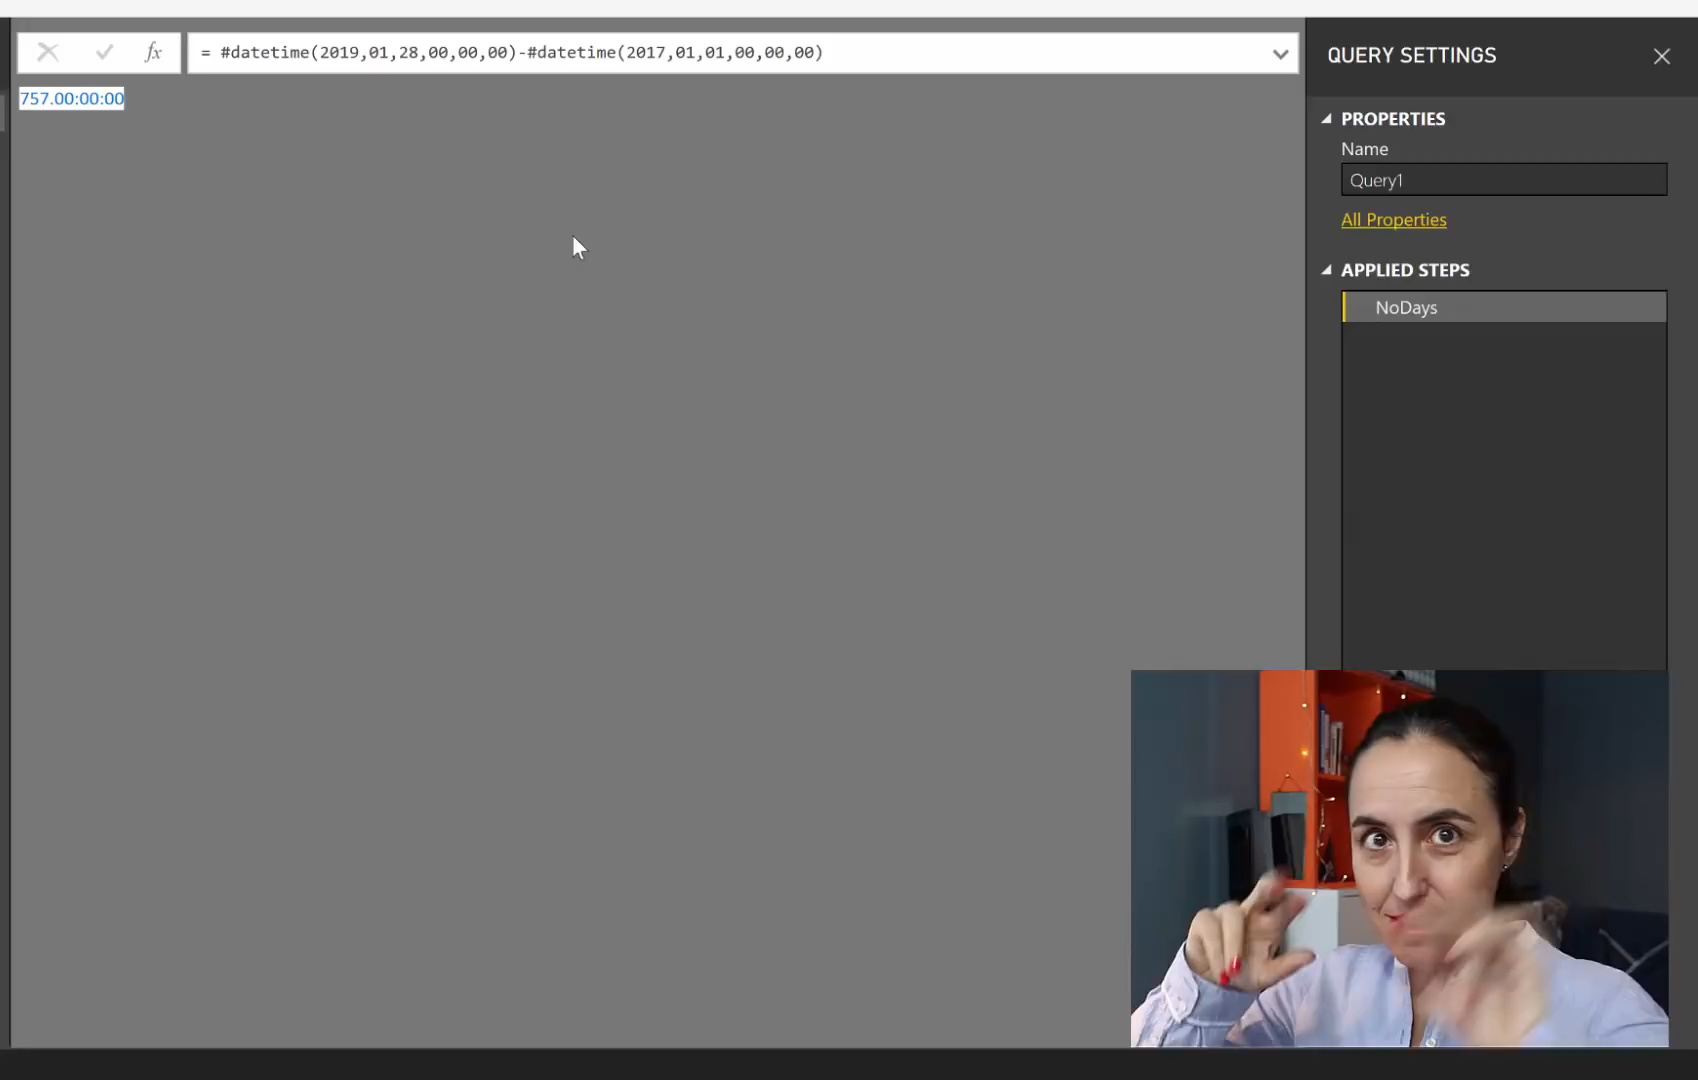 fx
= #datetime(2019,01,28,00,00,00)-#datetime(2017,01,01,00,00,00)
757.00:00:00
QUERY SETTINGS
PROPERTIES
Name
Query1
All Properties
APPLIED STEPS
NoDays